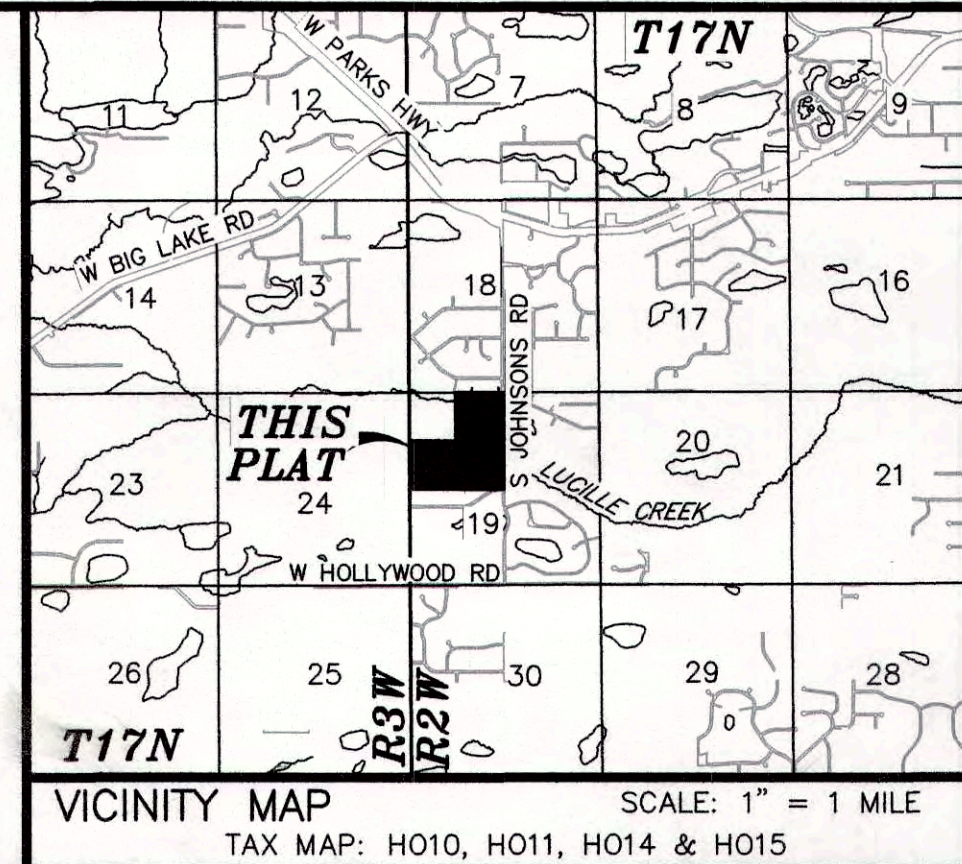 T17N
W PARKS HWY
11
12
7
8
9
W BIG LAKE RD
14
13
18
17
16
S JOHNSONS RD
THIS
PLAT
23
24
19
20
21
LUCILLE CREEK
W HOLLYWOOD RD
26
25
R3W
R2W
30
29
28
T17N
VICINITY MAP
SCALE: 1" = 1 MILE
TAX MAP: HO10, HO11, HO14 & HO15